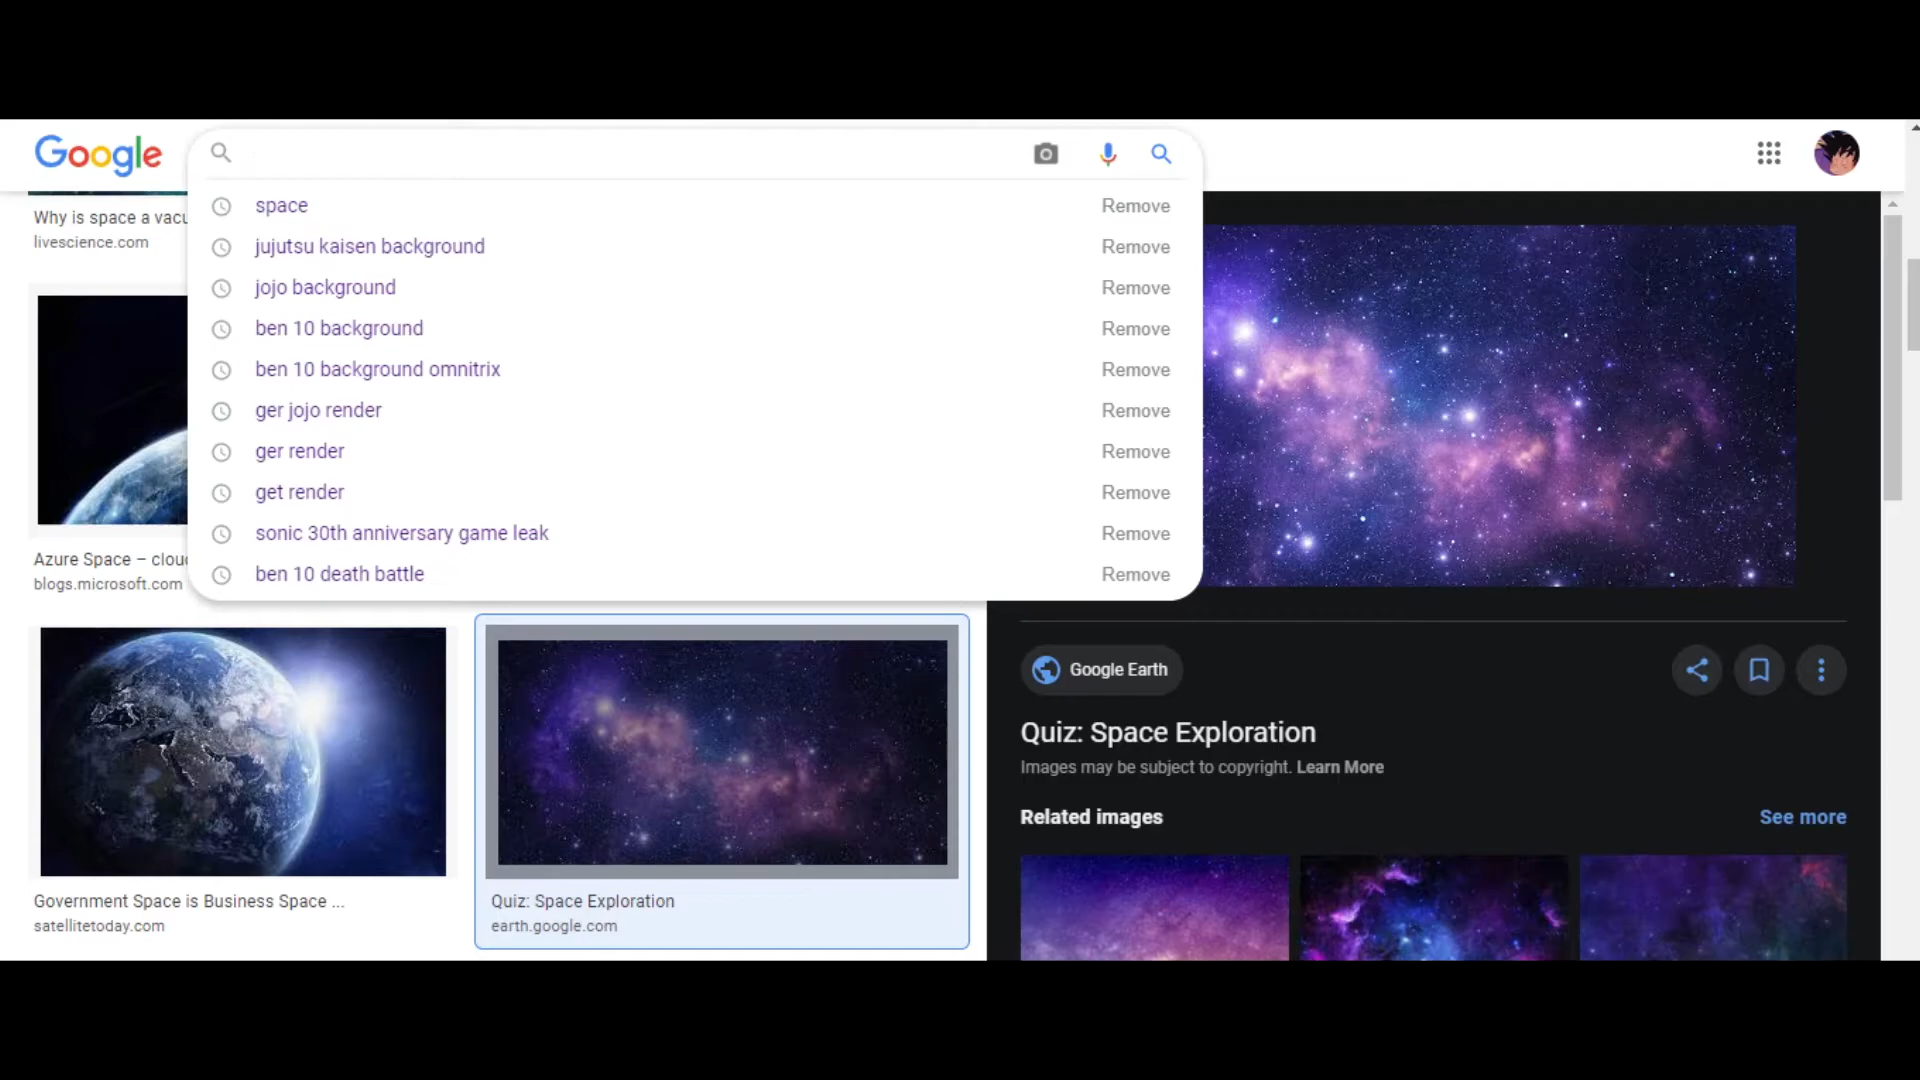 Google
space Remove
jujutsu kaisen background Remove
jojo background Remove
ben 10 background Remove
ben 10 background omnitrix Remove
ger jojo render Remove
ger render Remove
get render Remove
sonic 30th anniversary game leak Remove
ben 10 death battle Remove
Why is space a
livescience.com
Azure Space –
blogs.microsoft.com
Government Space is Business Space ...
satellitetoday.com
Quiz: Space Exploration
earth.google.com
Google Earth
Quiz: Space Exploration
Images may be subject to copyright. Learn More
Related images See more